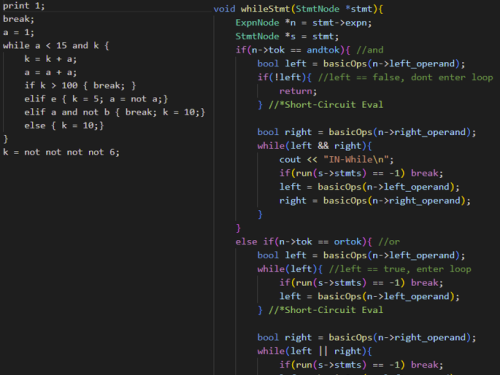 print 1;
break;
a = 1;
while a < 15 and k {
    k = k + a;
    a = a + a;
    if k > 100 { break; }
    elif e { k = 5; a = not a;}
    elif a and not b { break; k = 10;}
    else { k = 10;}
}
k = not not not not 6;
void whileStmt(StmtNode *stmt){
    ExpnNode *n = stmt->expn;
    StmtNode *s = stmt;
    if(n->tok == andtok){ //and
        bool left = basicOps(n->left_operand);
        if(!left){ //left == false, dont enter loop
            return;
        } //*Short-Circuit Eval
        bool right = basicOps(n->right_operand);
        while(left && right){
            cout << "IN-While\n";
            if(run(s->stmts) == -1) break;
            left = basicOps(n->left_operand);
            right = basicOps(n->right_operand);
        }
    }
    else if(n->tok == ortok){ //or
        bool left = basicOps(n->left_operand);
        while(left){ //left == true, enter loop
            if(run(s->stmts) == -1) break;
            left = basicOps(n->left_operand);
        } //*Short-Circuit Eval
        bool right = basicOps(n->right_operand);
        while(left || right){
            if(run(s->stmts) == -1) break;